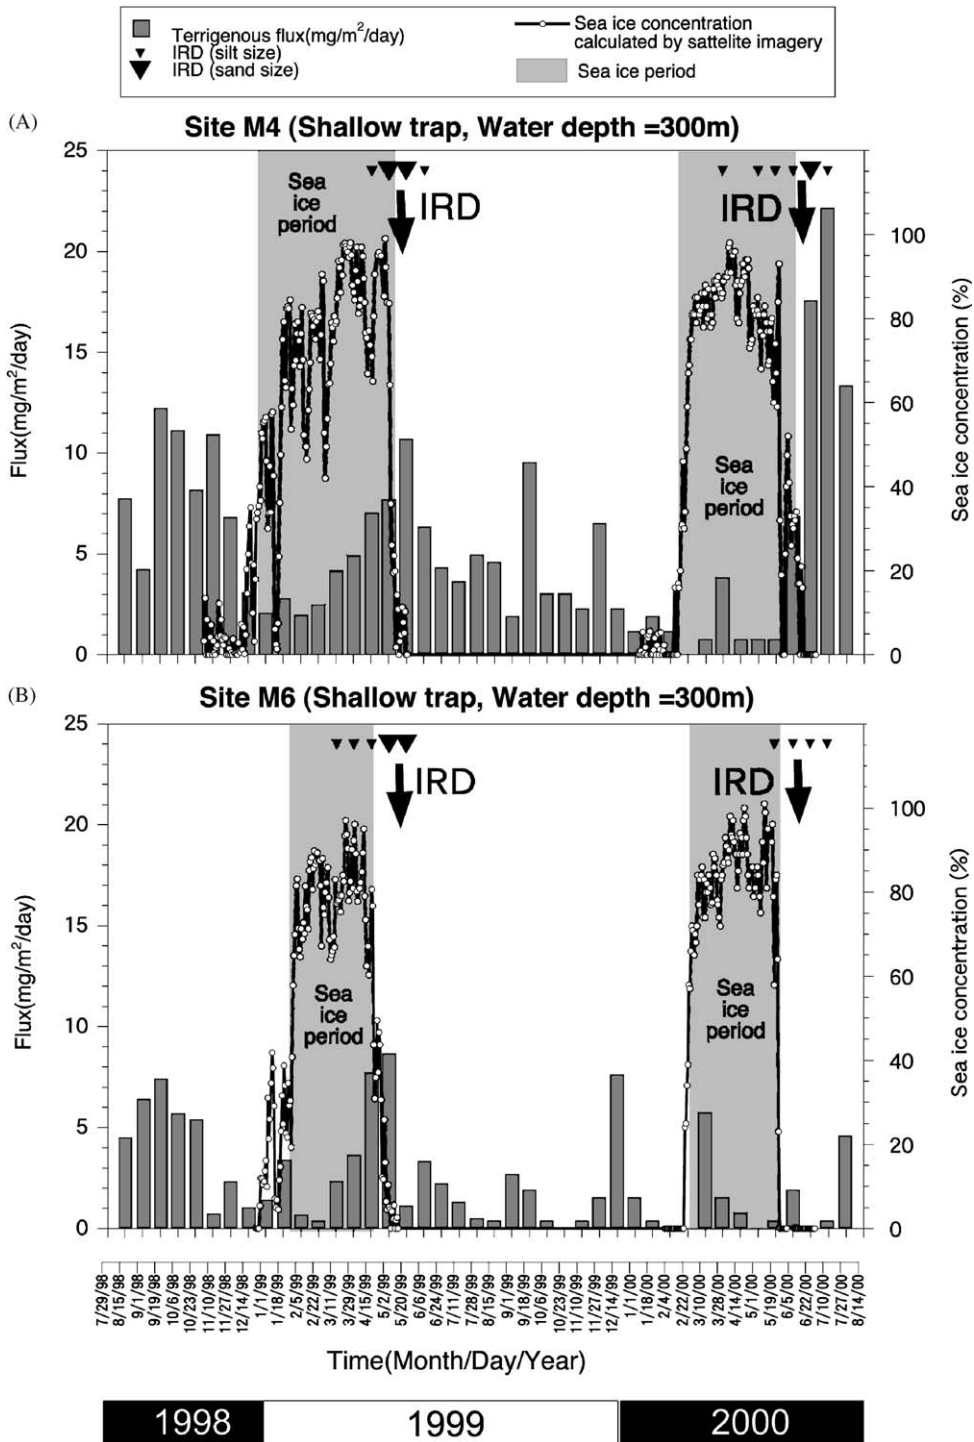 Terrigenous flux(mg/m²/day)
IRD (silt size)
IRD (sand size)
Sea ice concentration
calculated by sattelite imagery
Sea ice period
(A)
Site M4 (Shallow trap, Water depth =300m)
25
20
15
10
5
0
Flux(mg/m²/day)
Sea
ice
period
IRD
IRD
Sea
ice
period
100
80
60
40
20
0
Sea ice concentration (%)
(B)
Site M6 (Shallow trap, Water depth =300m)
25
20
15
10
5
0
Flux(mg/m²/day)
Sea
ice
period
IRD
IRD
Sea
ice
period
100
80
60
40
20
0
Sea ice concentration (%)
7/29/98
8/15/98
9/1/98
9/19/98
10/6/98
10/23/98
11/10/98
11/27/98
12/14/98
1/1/99
1/18/99
2/5/99
2/22/99
3/11/99
3/29/99
4/15/99
5/2/99
5/20/99
6/6/99
6/23/99
7/11/99
7/28/99
8/15/99
9/1/99
9/18/99
10/6/99
10/23/99
11/9/99
11/27/99
12/14/99
1/1/00
1/18/00
2/4/00
2/22/00
3/10/00
3/28/00
4/14/00
5/1/00
5/19/00
6/5/00
6/22/00
7/10/00
7/27/00
8/14/00
Time(Month/Day/Year)
1998
1999
2000